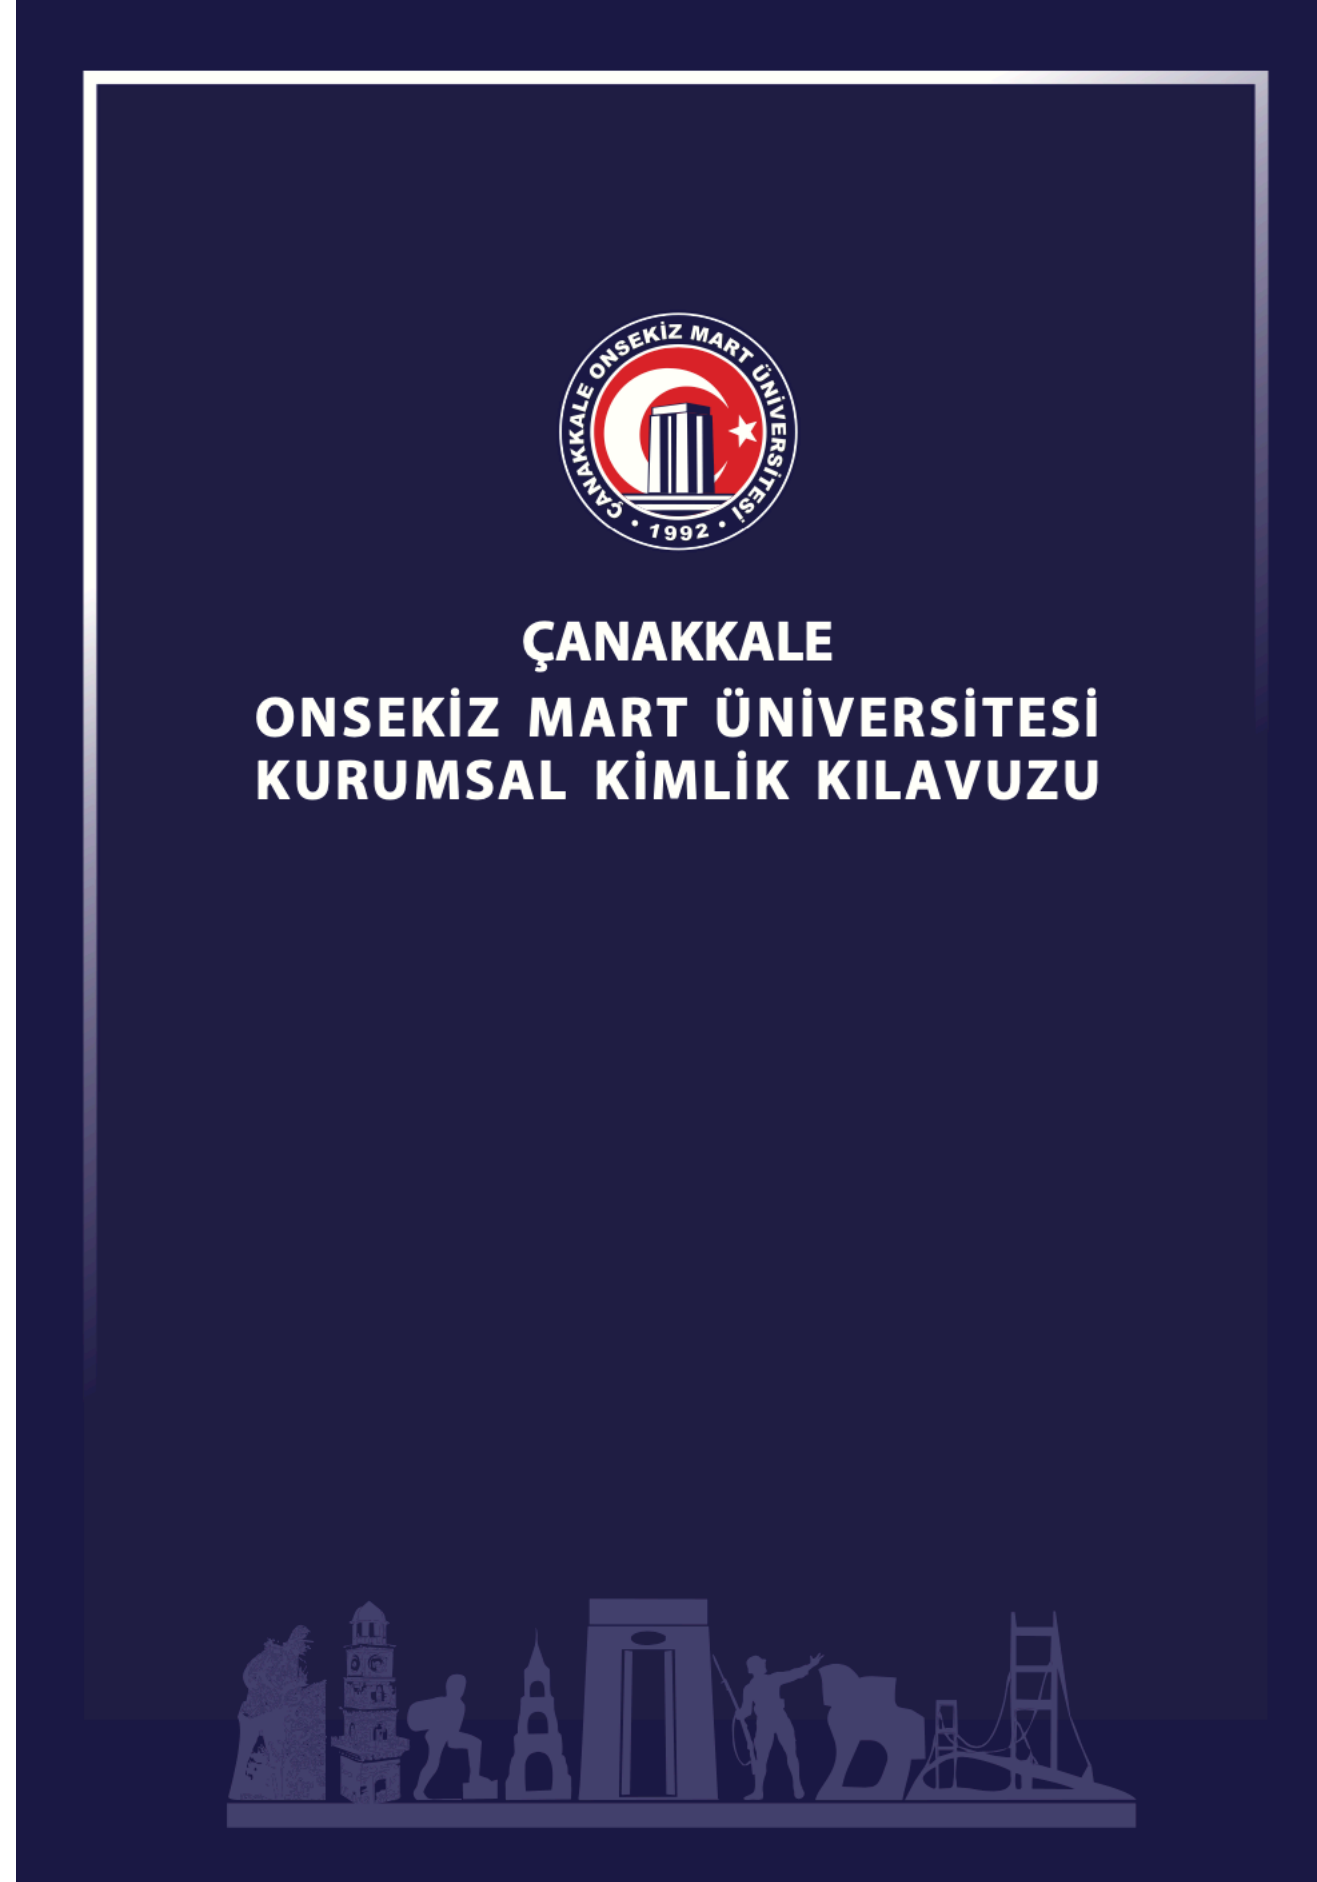 ÇANAKKALE ONSEKİZ MART ÜNİVERSİTESİ
• 1992 •
ÇANAKKALE
ONSEKİZ MART ÜNİVERSİTESİ
KURUMSAL KİMLİK KILAVUZU